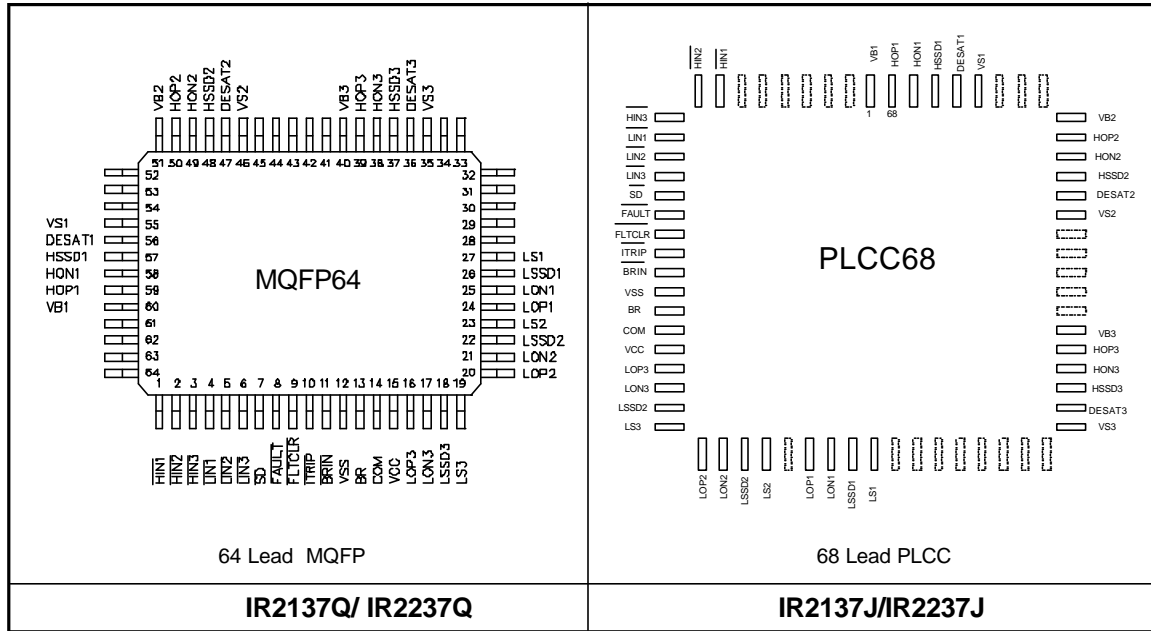 VB2
HOP2
HON2
HSSD2
DESAT2
VS2
VB3
HOP3
HON3
HSSD3
DESAT3
VS3
51 50 49 48 47 46 45 44 43 42 41 40 39 38 37 36 35 34 33
52
53
54
55
56
57
58
59
60
61
62
63
64
VS1
DESAT1
HSSD1
HON1
HOP1
VB1
MQFP64
32
31
30
29
28
27
26
25
24
23
22
21
20
LS1
LSSD1
LON1
LOP1
LS2
LSSD2
LON2
LOP2
1 2 3 4 5 6 7 8 9 10 11 12 13 14 15 16 17 18 19
HIN1
HIN2
HIN3
LIN1
LIN2
LIN3
SD
FAULT
FLTCLR
ITRIP
BRIN
VSS
BR
COM
VCC
LOP3
LON3
LSSD3
LS3
64 Lead MQFP
IR2137Q/ IR2237Q
HIN2
HIN1
VB1
HOP1
HON1
HSSD1
DESAT1
VS1
1 68
HIN3
LIN1
LIN2
LIN3
SD
FAULT
FLTCLR
ITRIP
BRIN
VSS
BR
COM
VCC
LOP3
LON3
LSSD2
LS3
PLCC68
VB2
HOP2
HON2
HSSD2
DESAT2
VS2
VB3
HOP3
HON3
HSSD3
DESAT3
VS3
LOP2
LON2
LSSD2
LS2
LOP1
LON1
LSSD1
LS1
68 Lead PLCC
IR2137J/IR2237J